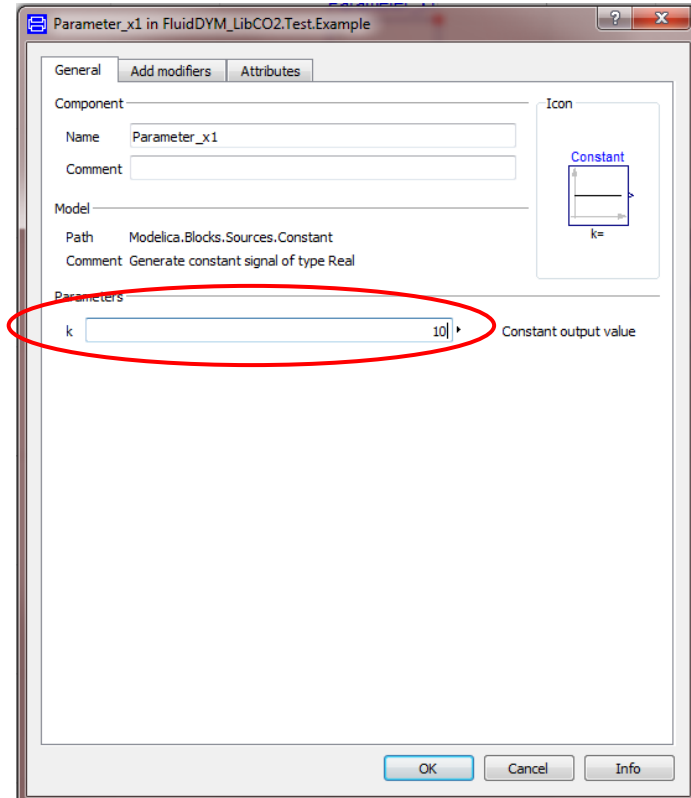 Parameter_x1 in FluidDYM_LibCO2.Test.Example
?
General Add modifiers Attributes
Component
Icon
Name Parameter_x1
Comment
Constant
k=
Model
Path Modelica.Blocks.Sources.Constant
Comment Generate constant signal of type Real
Parameters
k 10 Constant output value
OK Cancel Info